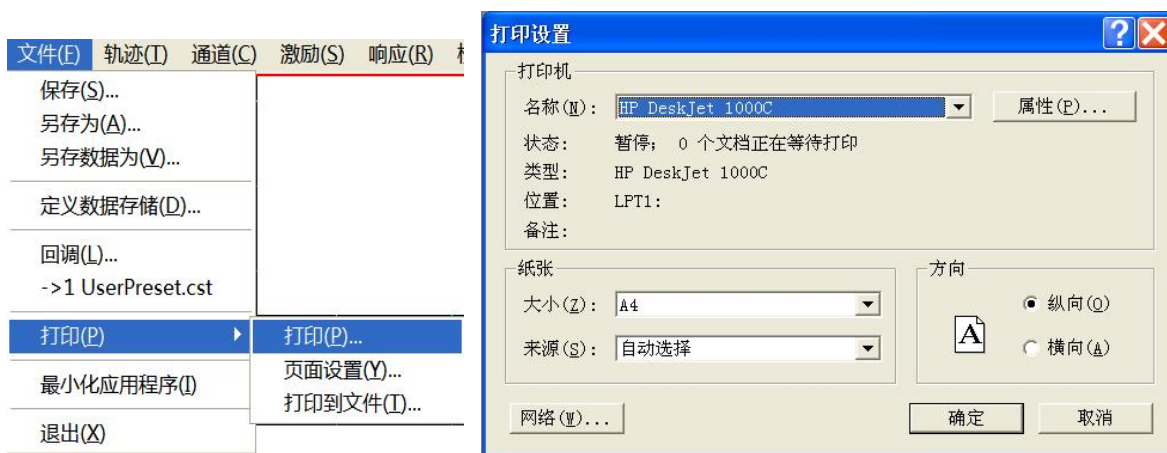 文件(F) 轨迹(T) 通道(C) 激励(S) 响应(R)
保存(S)...
另存为(A)...
另存数据为(V)...
定义数据存储(D)...
回调(L)...
->1 UserPreset.cst
打印(P)
最小化应用程序(I)
退出(X)
打印(P)...
页面设置(Y)...
打印到文件(T)...
打印设置
打印机
名称(N): HP DeskJet 1000C 属性(P)...
状态: 暂停; 0 个文档正在等待打印
类型: HP DeskJet 1000C
位置: LPT1:
备注:
纸张
大小(Z): A4
来源(S): 自动选择
方向
A
纵向(O)
横向(A)
网络(W)... 确定 取消